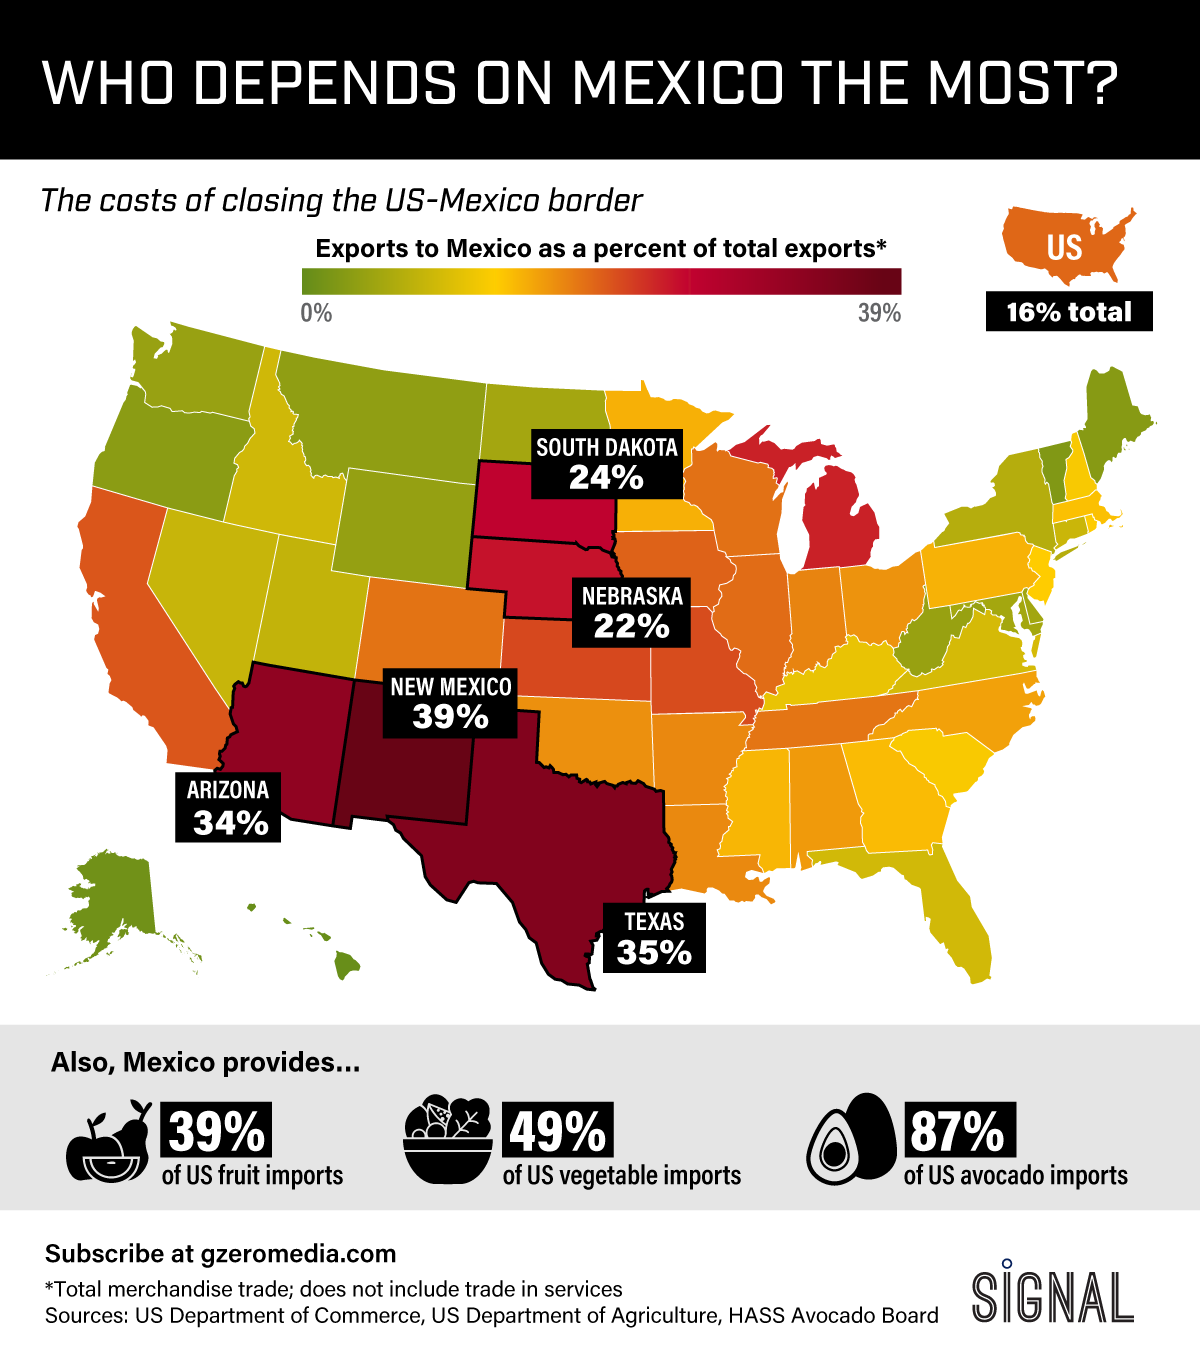 WHO DEPENDS ON MEXICO THE MOST?
The costs of closing the US-Mexico border
Exports to Mexico as a percent of total exports*
0%
39%
US
16% total
SOUTH DAKOTA
24%
NEBRASKA
22%
NEW MEXICO
39%
ARIZONA
34%
TEXAS
35%
Also, Mexico provides...
39%
of US fruit imports
49%
of US vegetable imports
87%
of US avocado imports
Subscribe at gzeromedia.com
*Total merchandise trade; does not include trade in services
Sources: US Department of Commerce, US Department of Agriculture, HASS Avocado Board
SIGNAL